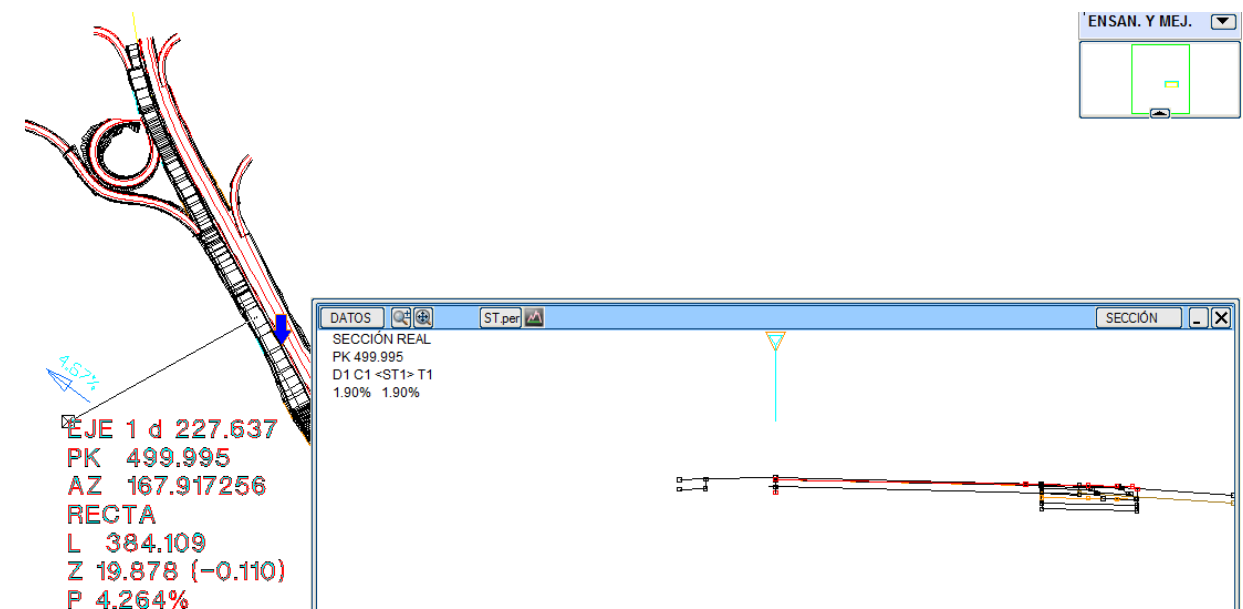 ENSAN. Y MEJ.
DATOS
ST.per
SECCIÓN
SECCIÓN REAL
PK 499.995
D1 C1 <ST1> T1
1.90% 1.90%
4.67%
EJE 1 d 227.637
PK 499.995
AZ 167.917256
RECTA
L 384.109
Z 19.878 (-0.110)
P 4.264%